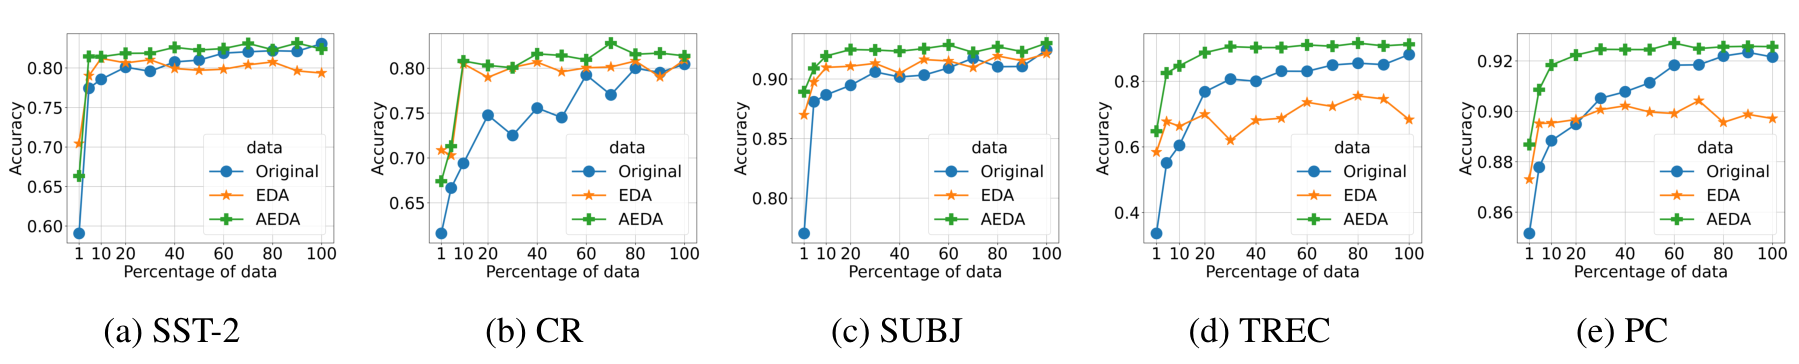 Accuracy
0.80
0.75
0.70
0.65
0.60
data
Original
EDA
AEDA
1 10 20 40 60 80 100
Percentage of data
(a) SST-2
Accuracy
0.80
0.75
0.70
0.65
data
Original
EDA
AEDA
1 10 20 40 60 80 100
Percentage of data
(b) CR
Accuracy
0.90
0.85
0.80
data
Original
EDA
AEDA
1 10 20 40 60 80 100
Percentage of data
(c) SUBJ
Accuracy
0.8
0.6
0.4
data
Original
EDA
AEDA
1 10 20 40 60 80 100
Percentage of data
(d) TREC
Accuracy
0.92
0.90
0.88
0.86
data
Original
EDA
AEDA
1 10 20 40 60 80 100
Percentage of data
(e) PC